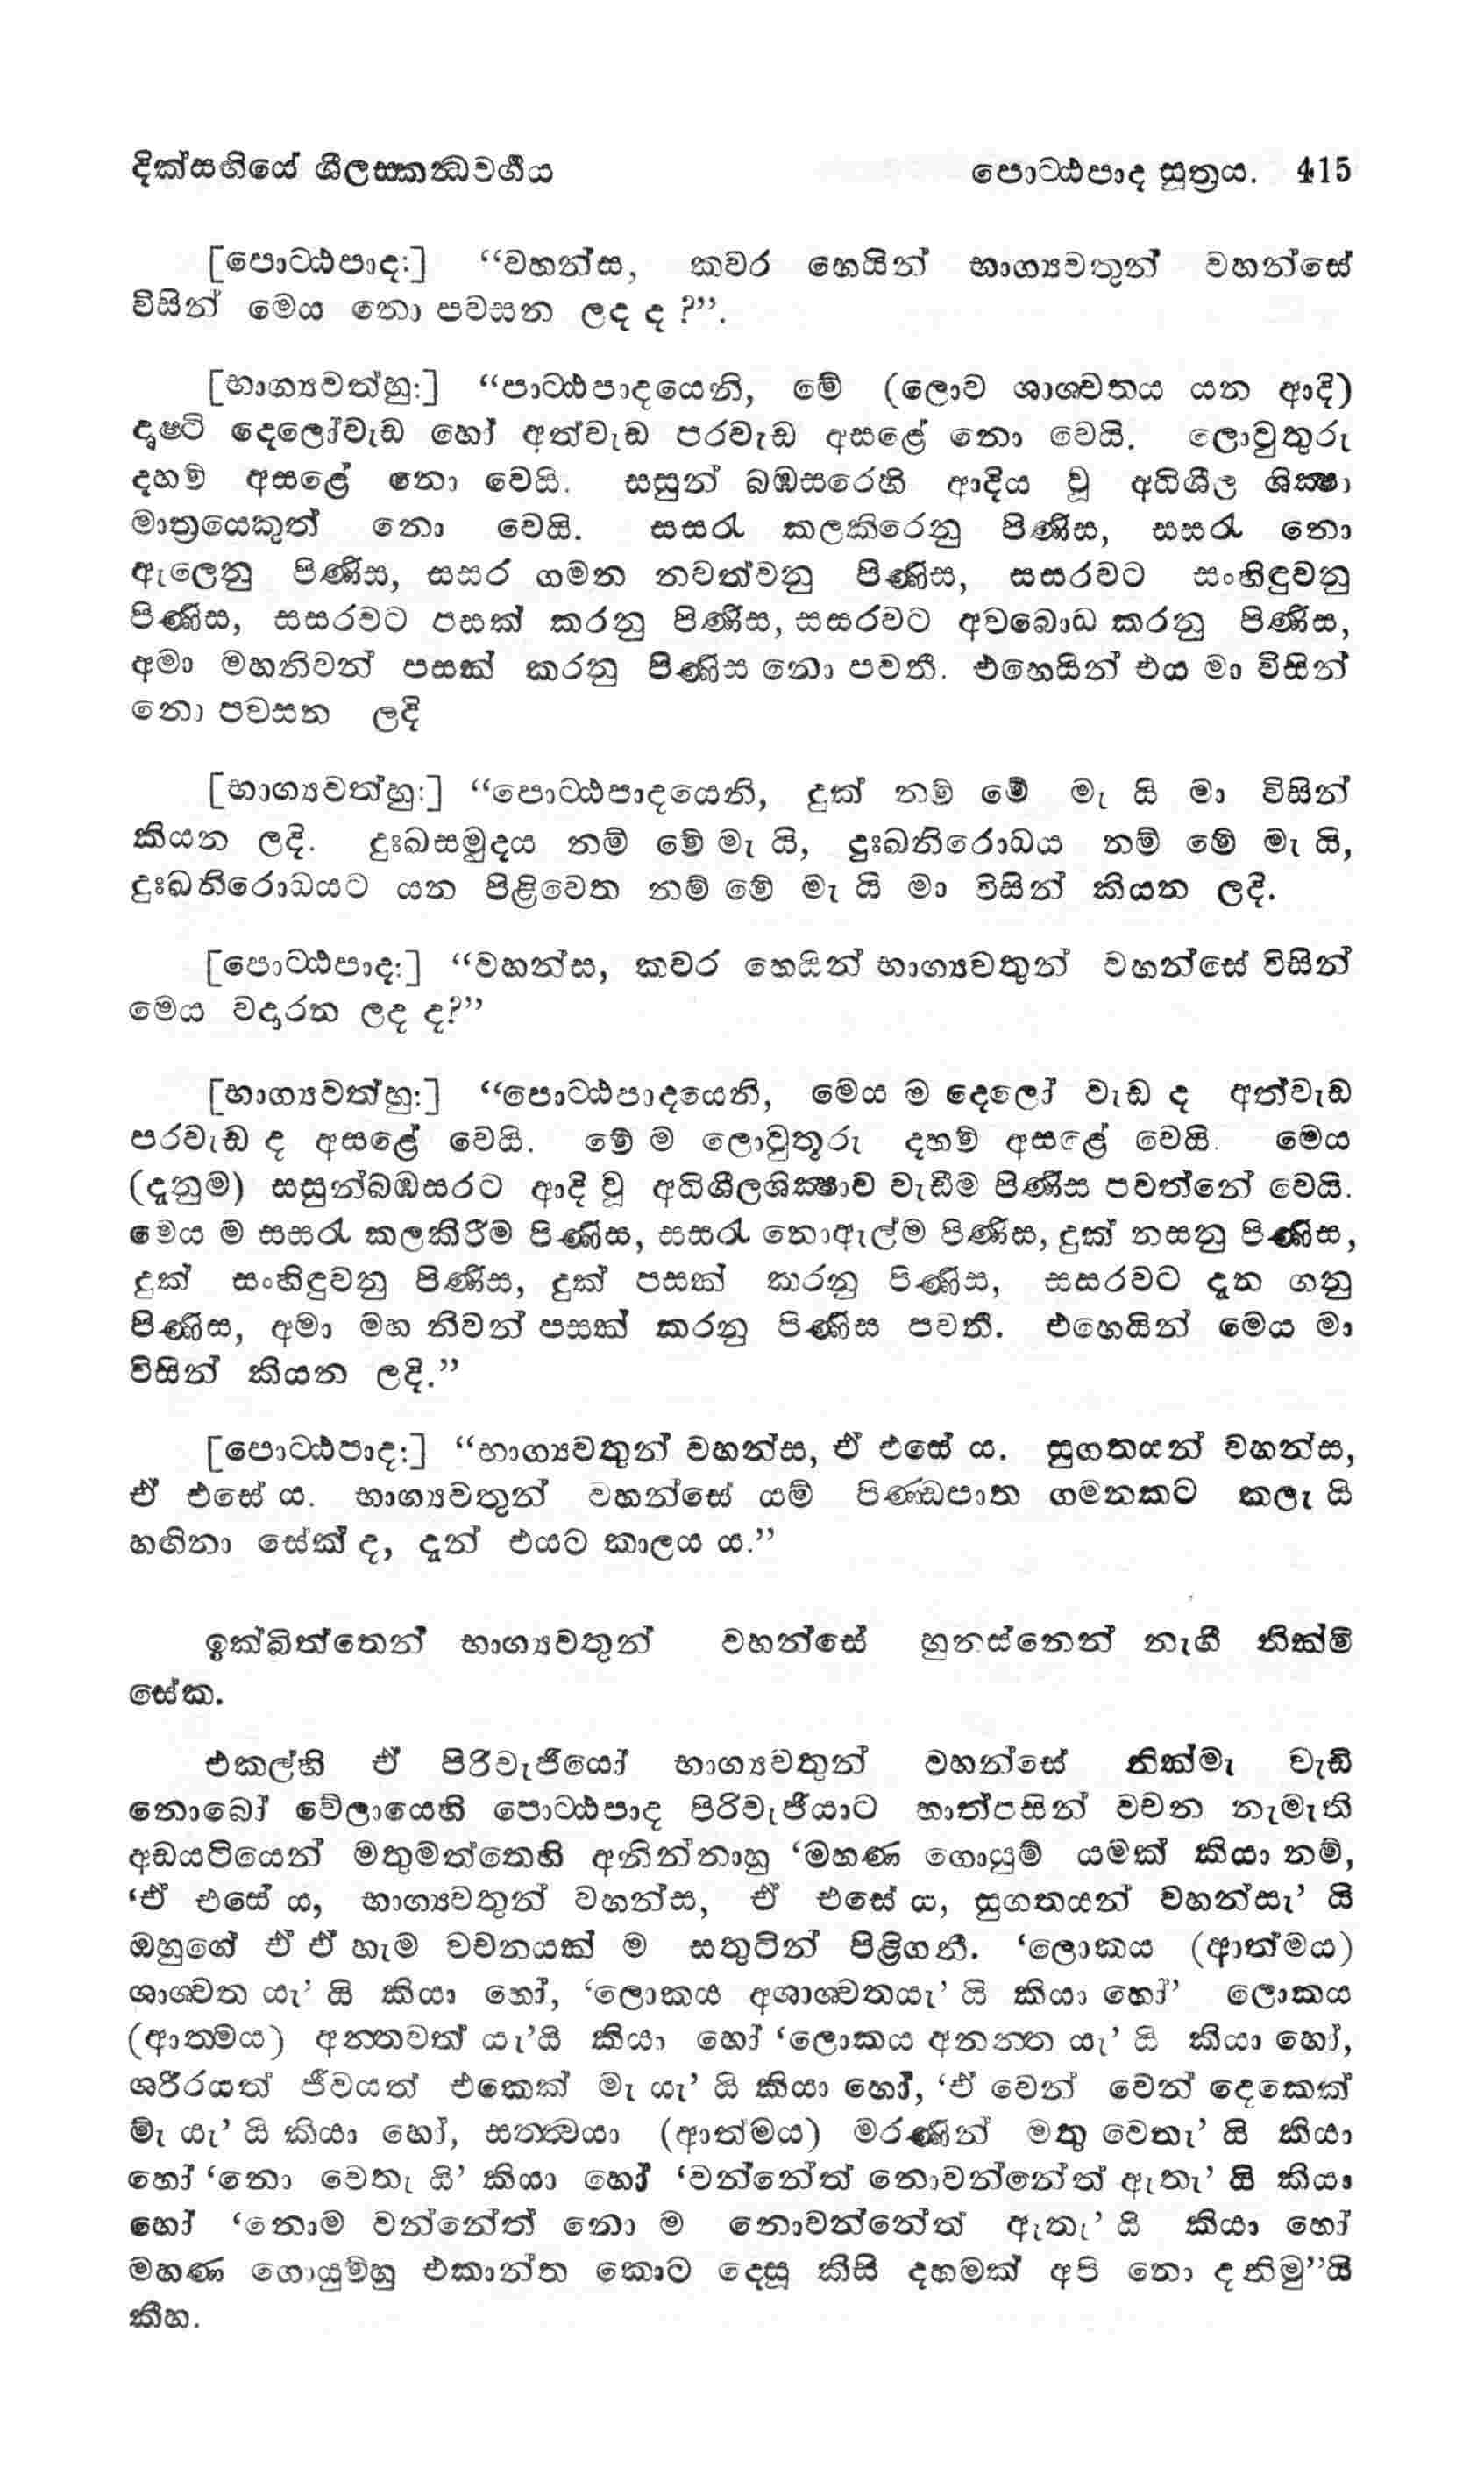 දික්සඟියේ ශීලස්කන්ධවර්ගය පොට්ඨපාද සූත්‍රය. 415
[පොට්ඨපාද:] “වහන්ස, කවර හෙයින් භාග්‍යවතුන් වහන්සේ
විසින් මෙය නො පවසන ලද ද ?”.
[භාග්‍යවත්හු:] “පාට්ඨපාදයෙනි, මේ (ලොව ශාශ්වතය යන ආදි)
දෘෂ්ටි දෙලෝවැඩ හෝ අත්වැඩ පරවැඩ අසළේ නො වෙයි. ලොවුතුරු
දහම් අසළේ නො වෙයි. සසුන් බඹසරෙහි ආදිය වූ අධිශීල ශික්ෂා
මාත්‍රයෙකුත් නො වෙයි. සසරැ කලකිරෙනු පිණිස, සසරැ නො
ඇලෙනු පිණිස, සසර ගමන නවත්වනු පිණිස, සසරවට සංහිඳුවනු
පිණිස, සසරවට පසක් කරනු පිණිස, සසරවට අවබොධ කරනු පිණිස,
අමා මහනිවන් පසක් කරනු පිණිස නො පවතී. එහෙයින් එය මා විසින්
නො පවසන ලදි
[භාග්‍යවත්හු:] “පොට්ඨපාදයෙනි, දුක් නම් මේ මැ යි මා විසින්
කියන ලදි. දුඃඛසමුදය නම් මේ මැ යි, දුඃඛනිරොධය නම් මේ මැ යි,
දුඃඛනිරොධයට යන පිළිවෙත නම් මේ මැ යි මා විසින් කියන ලදි.
[පොට්ඨපාද:] “වහන්ස, කවර හෙයින් භාග්‍යවතුන් වහන්සේ විසින්
මෙය වදාරන ලද ද?”
[භාග්‍යවත්හු:] “පොට්ඨපාදයෙනි, මෙය ම දෙලෝ වැඩ ද අත්වැඩ
පරවැඩ ද අසළේ වෙයි. මේ ම ලොවුතුරු දහම් අසළේ වෙයි. මෙය
(දැනුම) සසුන්බඹසරට ආදි වූ අධිශීලශික්ෂාව වැඩීම පිණිස පවත්නේ වෙයි.
මෙය ම සසරැ කලකිරීම පිණිස, සසරැ නොඇල්ම පිණිස, දුක් නසනු පිණිස,
දුක් සංහිඳුවනු පිණිස, දුක් පසක් කරනු පිණිස, සසරවට දැන ගනු
පිණිස, අමා මහ නිවන් පසක් කරනු පිණිස පවතී. එහෙයින් මෙය මා
විසින් කියන ලදි.”
[පොට්ඨපාද:] “භාග්‍යවතුන් වහන්ස, ඒ එසේ ය. සුගතයන් වහන්ස,
ඒ එසේ ය. භාග්‍යවතුන් වහන්සේ යම් පිණ්ඩපාත ගමනකට කලැ යි
හඟිනා සේක් ද, දැන් එයට කාලය ය.”
ඉක්බිත්තෙන් භාග්‍යවතුන් වහන්සේ හුනස්නෙන් නැඟී නික්ම්
සේක.
එකල්හි ඒ පිරිවැජියෝ භාග්‍යවතුන් වහන්සේ නික්මැ වැඩි
නොබෝ වේලායෙහි පොට්ඨපාද පිරිවැජියාට හාත්පසින් වචන නැමැති
අඩයටියෙන් මතුමත්තෙහි අනින්නාහු ‘මහණ ගොයුම් යමක් කියා නම්,
‘ඒ එසේ ය, භාග්‍යවතුන් වහන්ස, ඒ එසේ ය, සුගතයන් වහන්සැ’ යි
ඔහුගේ ඒ ඒ හැම වචනයක් ම සතුටින් පිළිගනී. ‘ලොකය (ආත්මය)
ශාශ්වත යැ’ යි කියා හෝ, ‘ලොකය අශාශ්වතයැ’ යි කියා හෝ’ ලොකය
(ආත්මය) අන්තවත් යැ’යි කියා හෝ ‘ලොකය අනන්ත යැ’ යි කියා හෝ,
ශරීරයත් ජීවයත් එකෙක් මැ යැ’ යි කියා හෝ, ‘ඒ වෙන් වෙන් දෙකෙක්
මැ යැ’ යි කියා හෝ, සත්ත්වයා (ආත්මය) මරණින් මතු වෙතැ’ යි කියා
හෝ ‘නො වෙතැ යි’ කියා හෝ ‘වන්නේත් නොවන්නේත් ඇතැ’ යි කියා
හෝ ‘නොම වන්නේත් නො ම නොවන්නේත් ඇතැ’ යි කියා හෝ
මහණ ගොයුම්හු එකාන්ත කොට දෙසූ කිසි දහමක් අපි නො දනිමු”යි
කීහ.